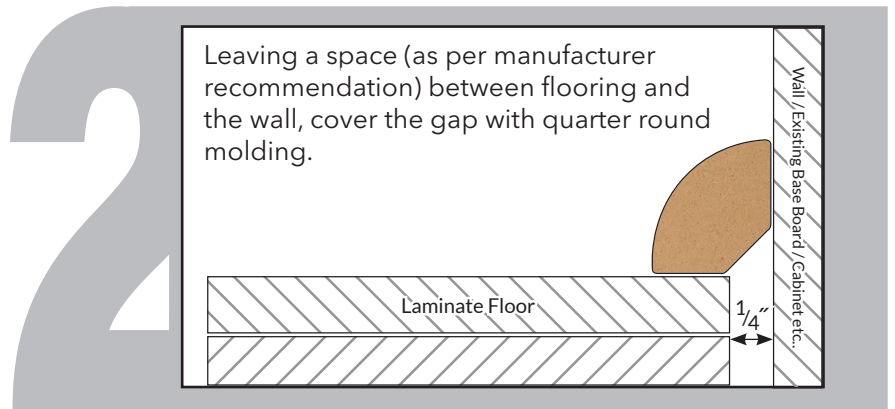 2
Leaving a space (as per manufacturer
recommendation) between flooring and
the wall, cover the gap with quarter round
molding.
Wall / Existing Base Board / Cabinet etc..
Laminate Floor
1/4″